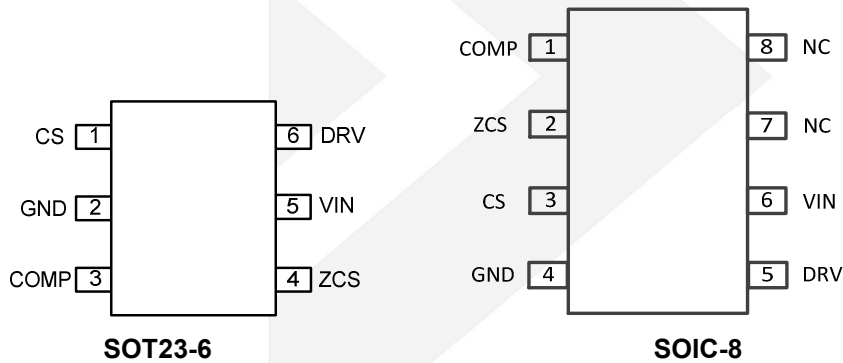 CS 1
GND 2
COMP 3
6 DRV
5 VIN
4 ZCS
SOT23-6
COMP 1
ZCS 2
CS 3
GND 4
8 NC
7 NC
6 VIN
5 DRV
SOIC-8